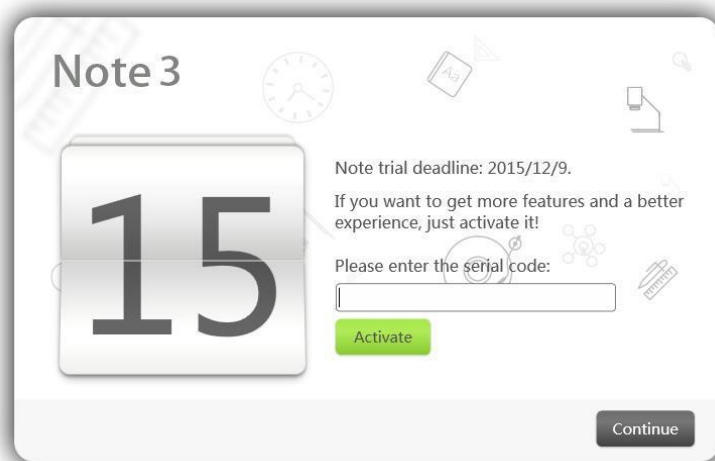 Note 3
Aa
15
Note trial deadline: 2015/12/9.
If you want to get more features and a better
experience, just activate it!
Please enter the serial code:
Activate
Continue